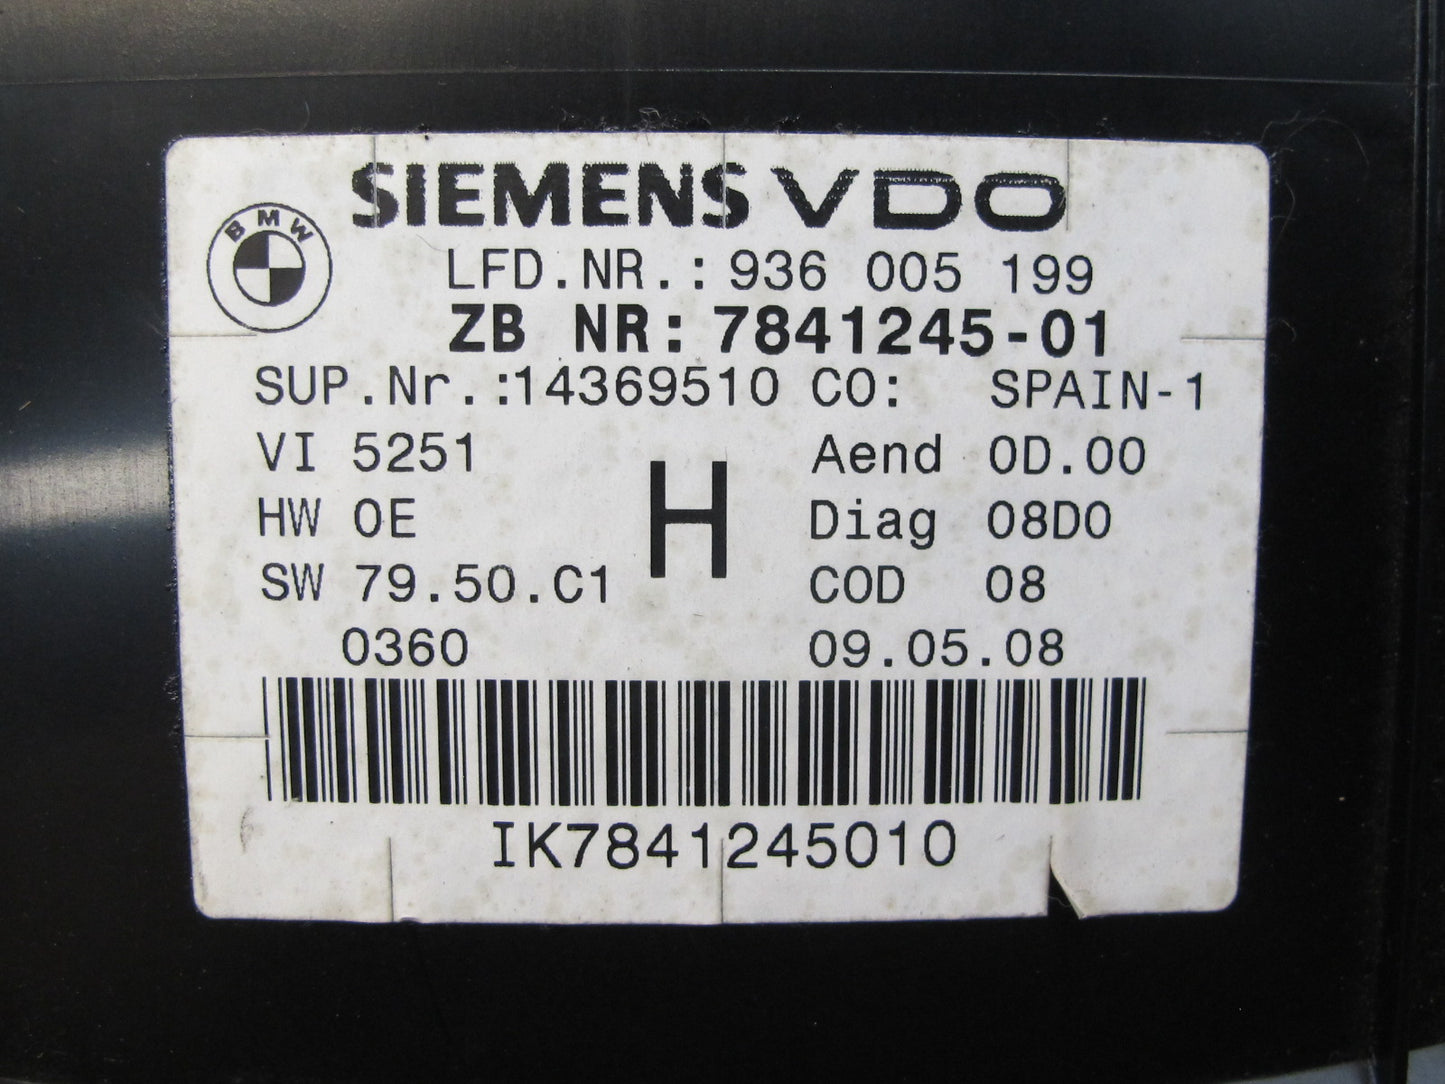 SIEMENS VDO
BMW
LFD.NR.:936 005 199
ZB NR:7841245-01
SUP.Nr.:14369510 CO: SPAIN-1
VI 5251 Aend 0D.00
HW 0E H Diag 08D0
SW 79.50.C1 COD 08
0360 09.05.08
IK7841245010